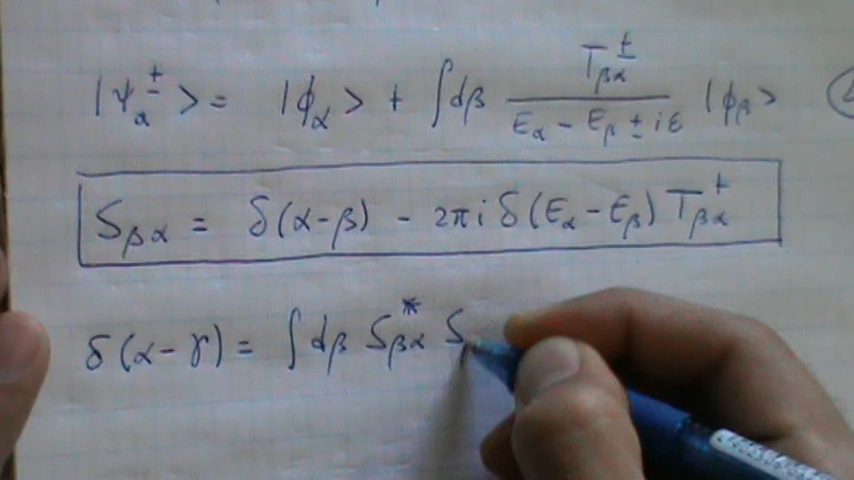 |ψ_α^±> = |ϕ_α> + ∫dβ T_βα^± / (E_α − E_β ± iε) |ϕ_β>
S_βα = δ(α−β) − 2πi δ(E_α−E_β) T_βα^+
δ(α−γ) = ∫dβ S_βα^* S